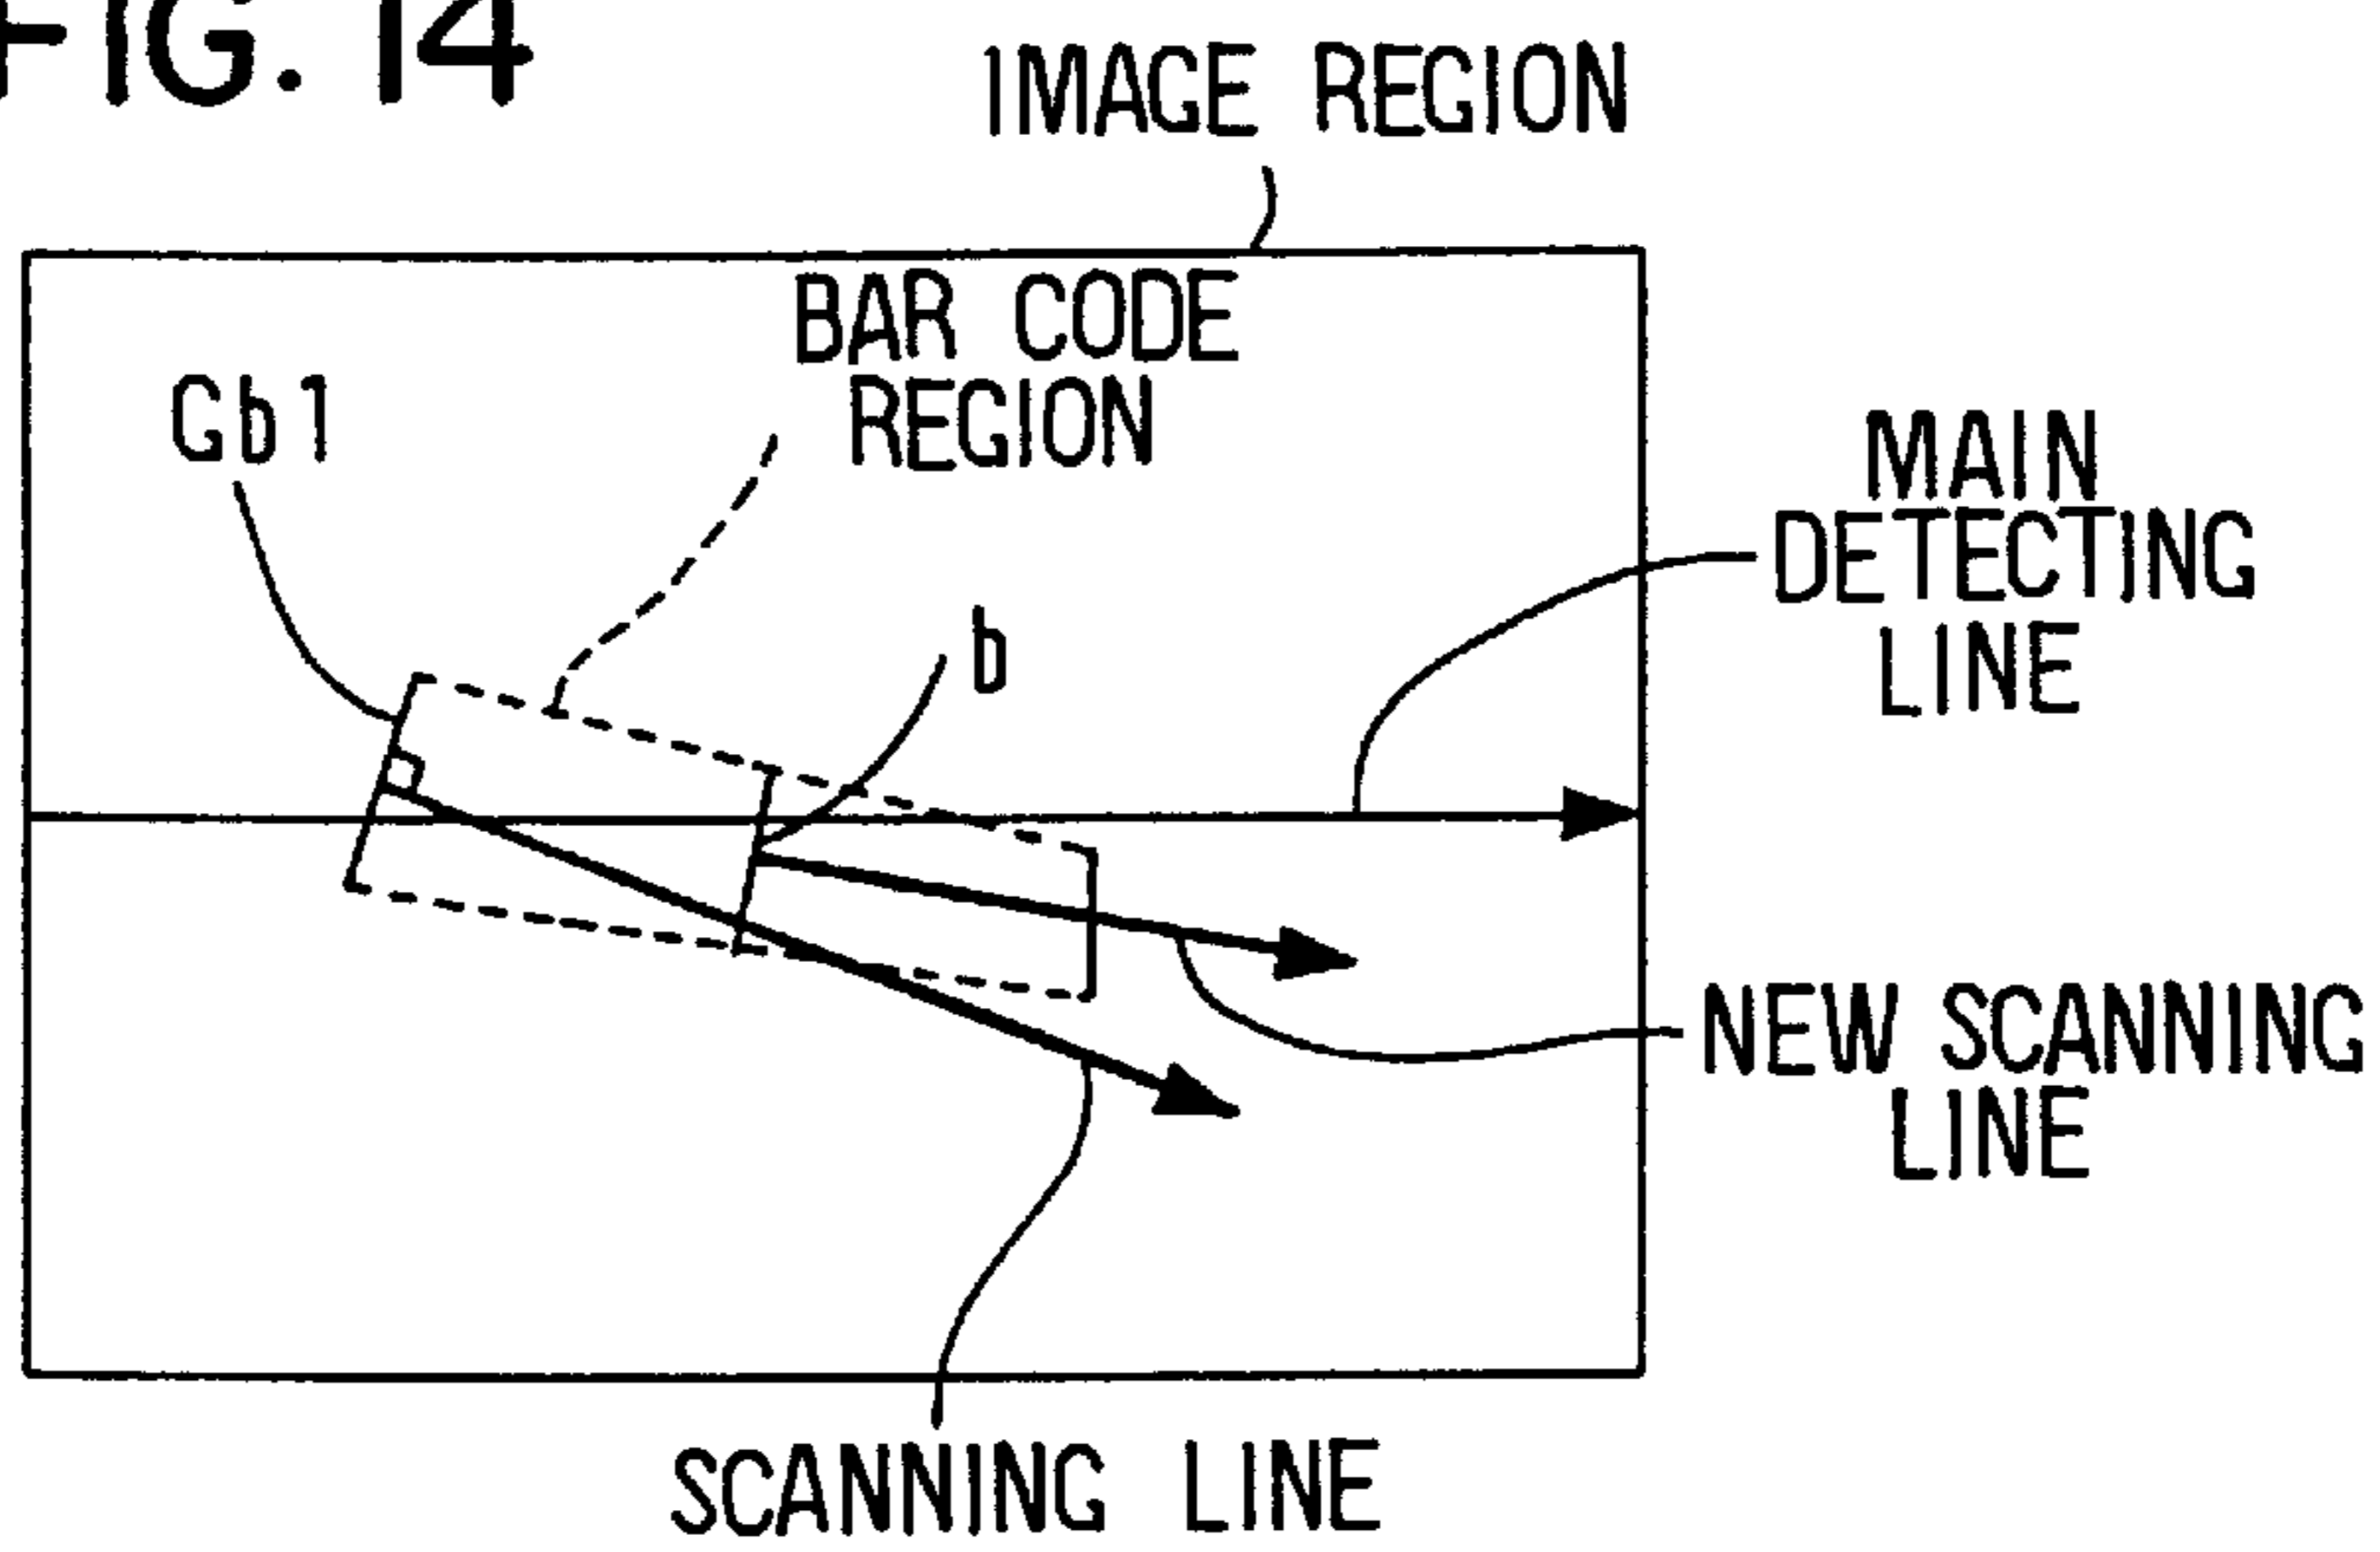 FIG. 14
IMAGE REGION
BAR CODE
REGION
Gb1
MAIN
DETECTING
LINE
b
NEW SCANNING
LINE
SCANNING LINE